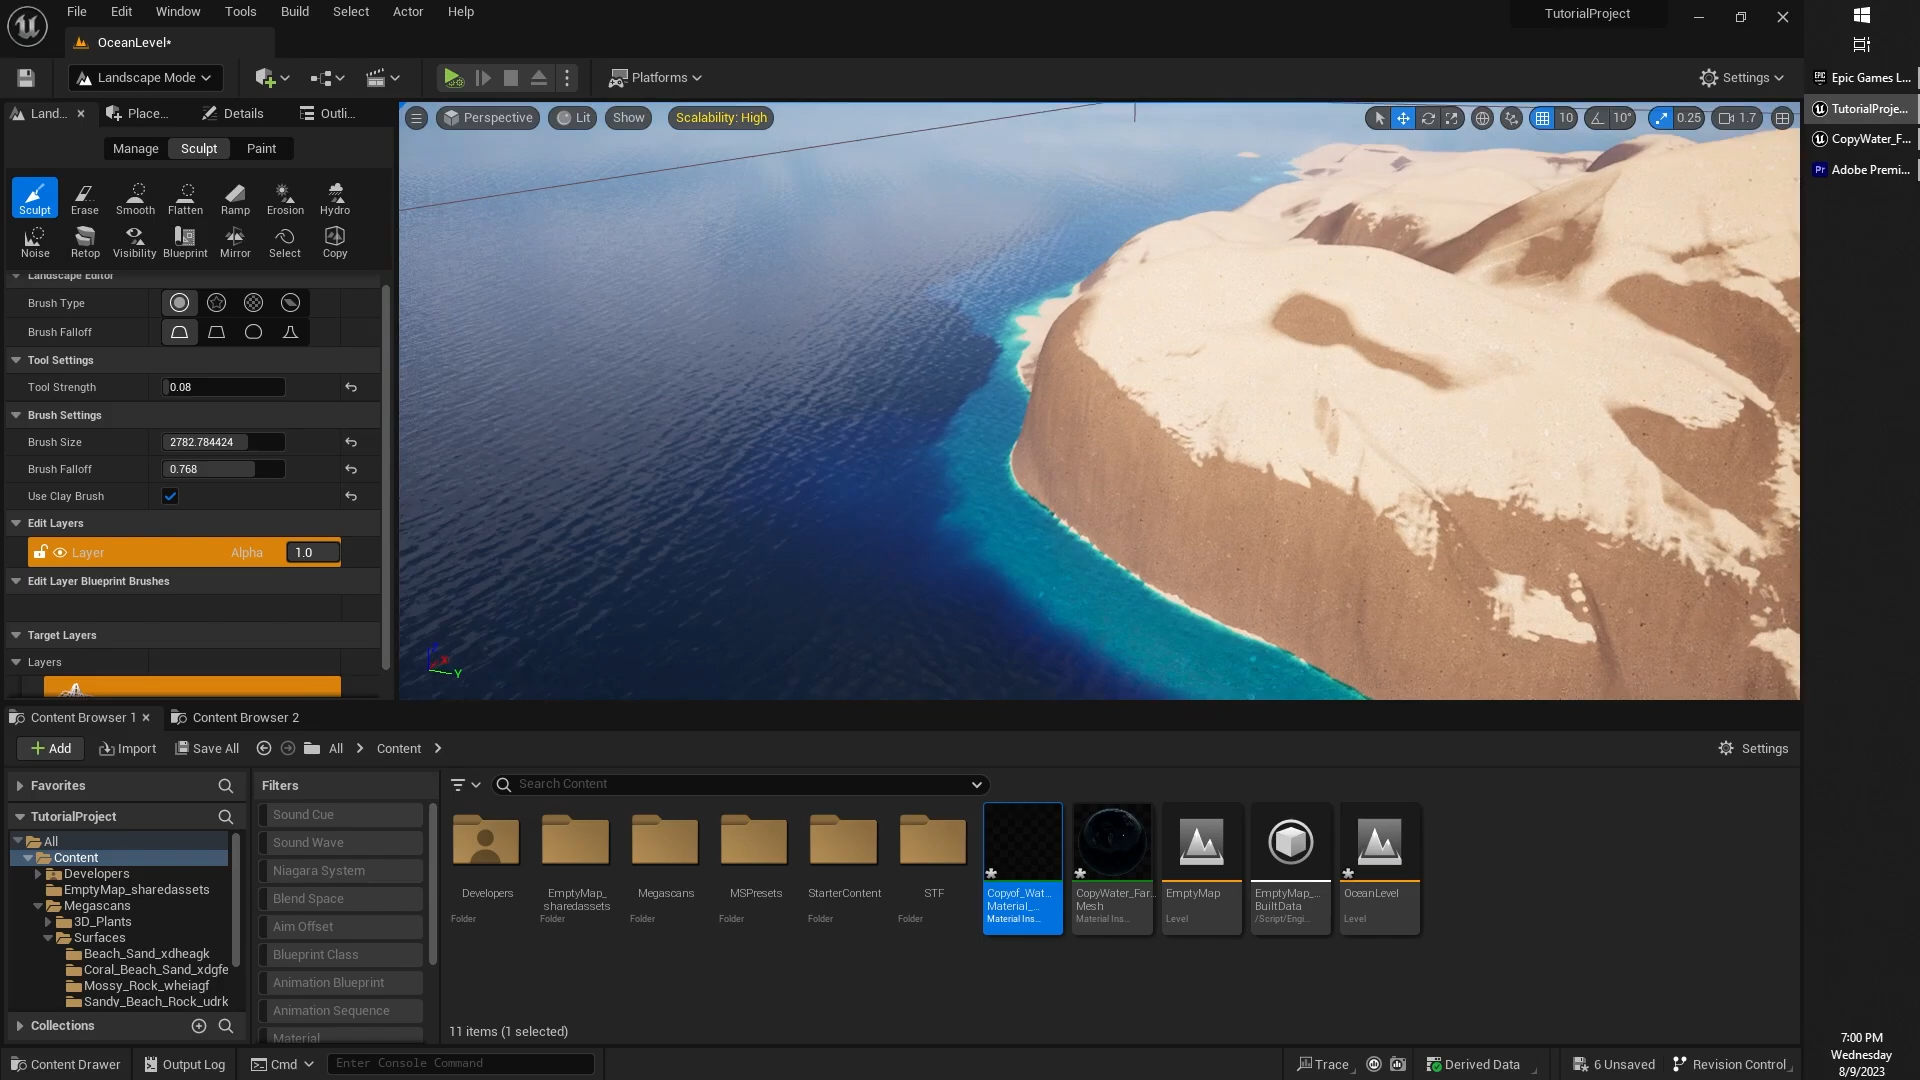 File Edit Window Tools Build Select Actor Help
TutorialProject
OceanLevel*
Landscape Mode
Platforms
Settings
Land...
Place...
Details
Outli...
Manage Sculpt Paint
Sculpt Erase Smooth Flatten Ramp Erosion Hydro
Noise Retop Visibility Blueprint Mirror Select Copy
Landscape Editor
Brush Type
Brush Falloff
Tool Settings
Tool Strength 0.08
Brush Settings
Brush Size 2782.784424
Brush Falloff 0.768
Use Clay Brush
Edit Layers
Layer Alpha 1.0
Edit Layer Blueprint Brushes
Target Layers
Layers
Perspective Lit Show Scalability: High
10 10° 0.25 1.7
X
Y
Epic Games L...
TutorialProje...
CopyWater_F...
Pr Adobe Premi...
Content Browser 1 Content Browser 2
Add Import Save All All Content
Settings
Favorites
TutorialProject
All
Content
Developers
EmptyMap_sharedassets
Megascans
3D_Plants
Surfaces
Beach_Sand_xdheagk
Coral_Beach_Sand_xdgfe
Mossy_Rock_wheiagf
Sandy_Beach_Rock_udrk
Collections
Filters
Sound Cue
Sound Wave
Niagara System
Blend Space
Aim Offset
Blueprint Class
Animation Blueprint
Animation Sequence
Material
Search Content
Developers
Folder
EmptyMap_
sharedassets
Folder
Megascans
Folder
MSPresets
Folder
StarterContent
Folder
STF
Folder
Copyof_Wat...
Material_...
Material Ins...
CopyWater_Far...
Mesh
Material Ins...
EmptyMap
Level
EmptyMap_...
BuiltData
/Script/Engi...
OceanLevel
Level
11 items (1 selected)
Content Drawer Output Log Cmd Enter Console Command
Trace Derived Data 6 Unsaved Revision Control
7:00 PM
Wednesday
8/9/2023